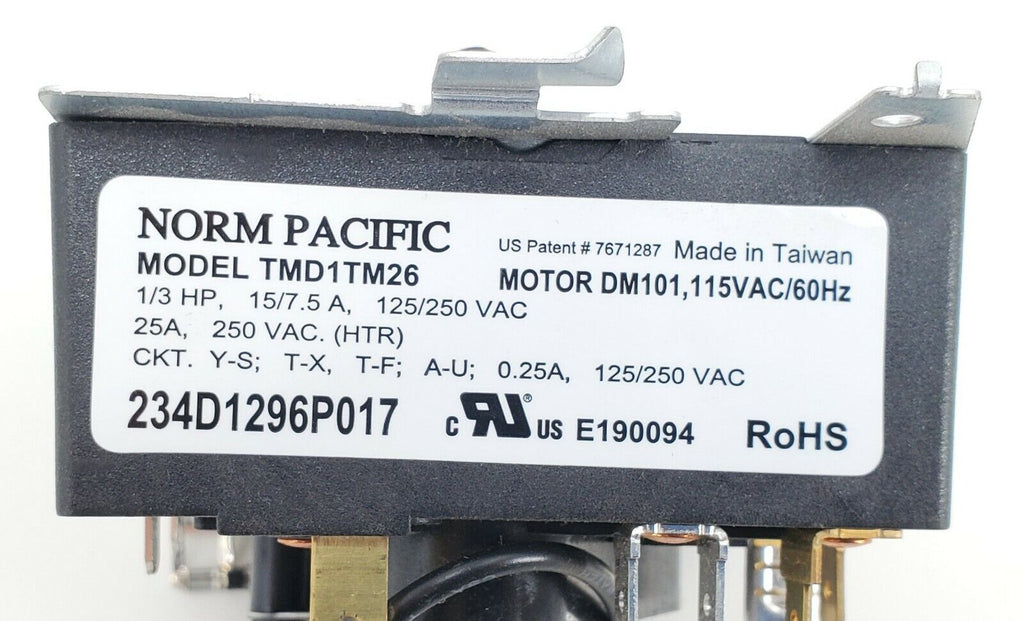 NORM PACIFIC
US Patent # 7671287 Made in Taiwan
MODEL TMD1TM26
MOTOR DM101,115VAC/60Hz
1/3 HP, 15/7.5 A, 125/250 VAC
25A, 250 VAC. (HTR)
CKT. Y-S; T-X, T-F; A-U; 0.25A, 125/250 VAC
234D1296P017
c RU® US E190094
RoHS